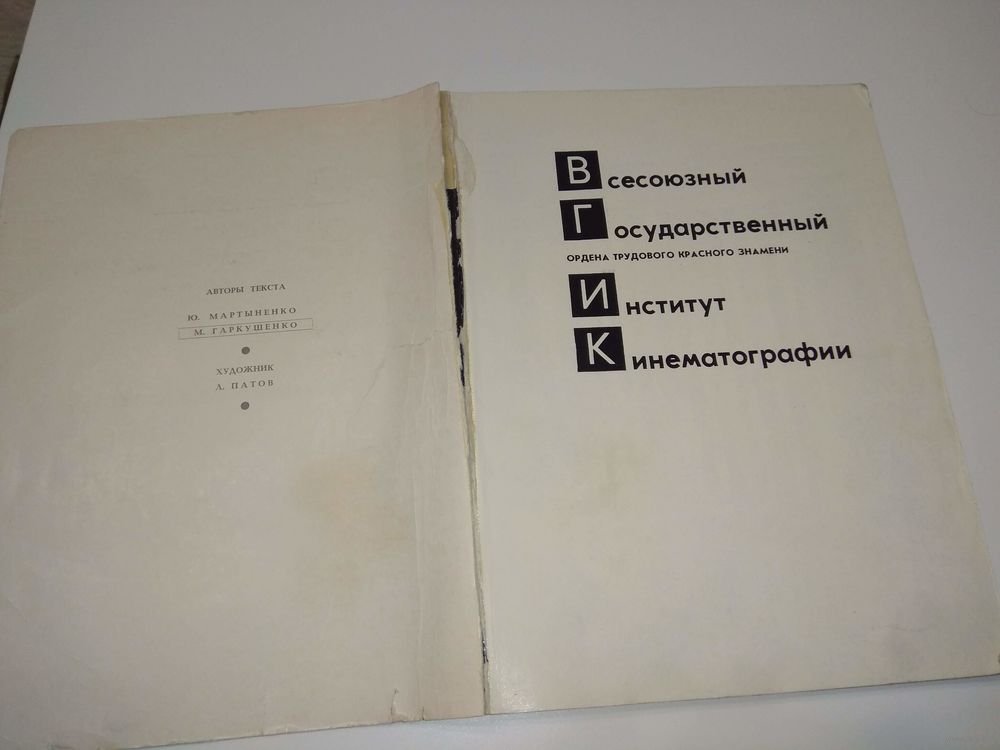 АВТОРЫ ТЕКСТА
Ю. МАРТЫНЕНКО
М. ГАРКУШЕНКО
ХУДОЖНИК
Л. ПАТОВ
Всесоюзный
Государственный
ОРДЕНА ТРУДОВОГО КРАСНОГО ЗНАМЕНИ
Институт
Кинематографии